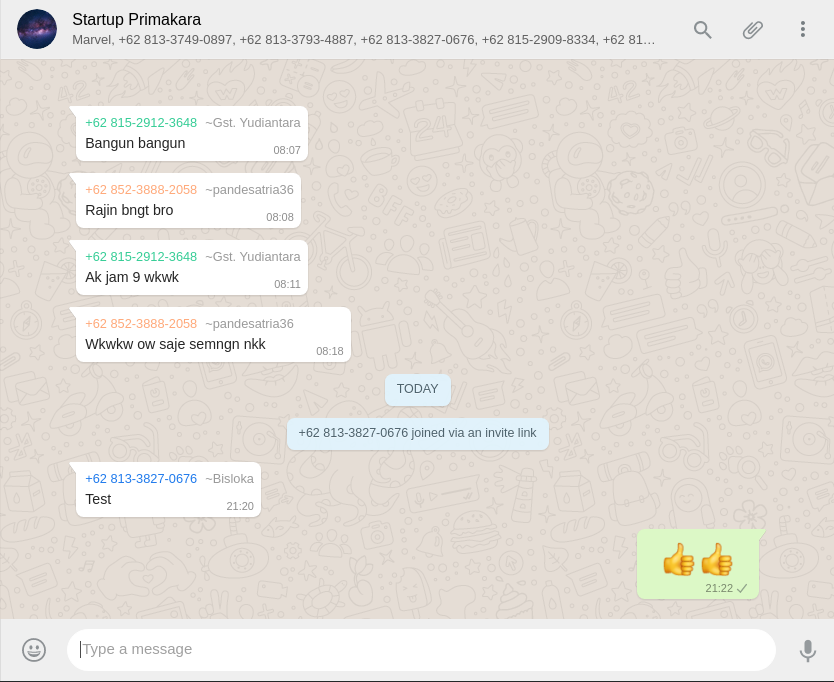 Startup Primakara
Marvel, +62 813-3749-0897, +62 813-3793-4887, +62 813-3827-0676, +62 815-2909-8334, +62 81…
+62 815-2912-3648 ~Gst. Yudiantara
Bangun bangun
08:07
+62 852-3888-2058 ~pandesatria36
Rajin bngt bro
08:08
+62 815-2912-3648 ~Gst. Yudiantara
Ak jam 9 wkwk
08:11
+62 852-3888-2058 ~pandesatria36
Wkwkw ow saje semngn nkk
08:18
TODAY
+62 813-3827-0676 joined via an invite link
+62 813-3827-0676 ~Bisloka
Test
21:20
👍👍
21:22
Type a message